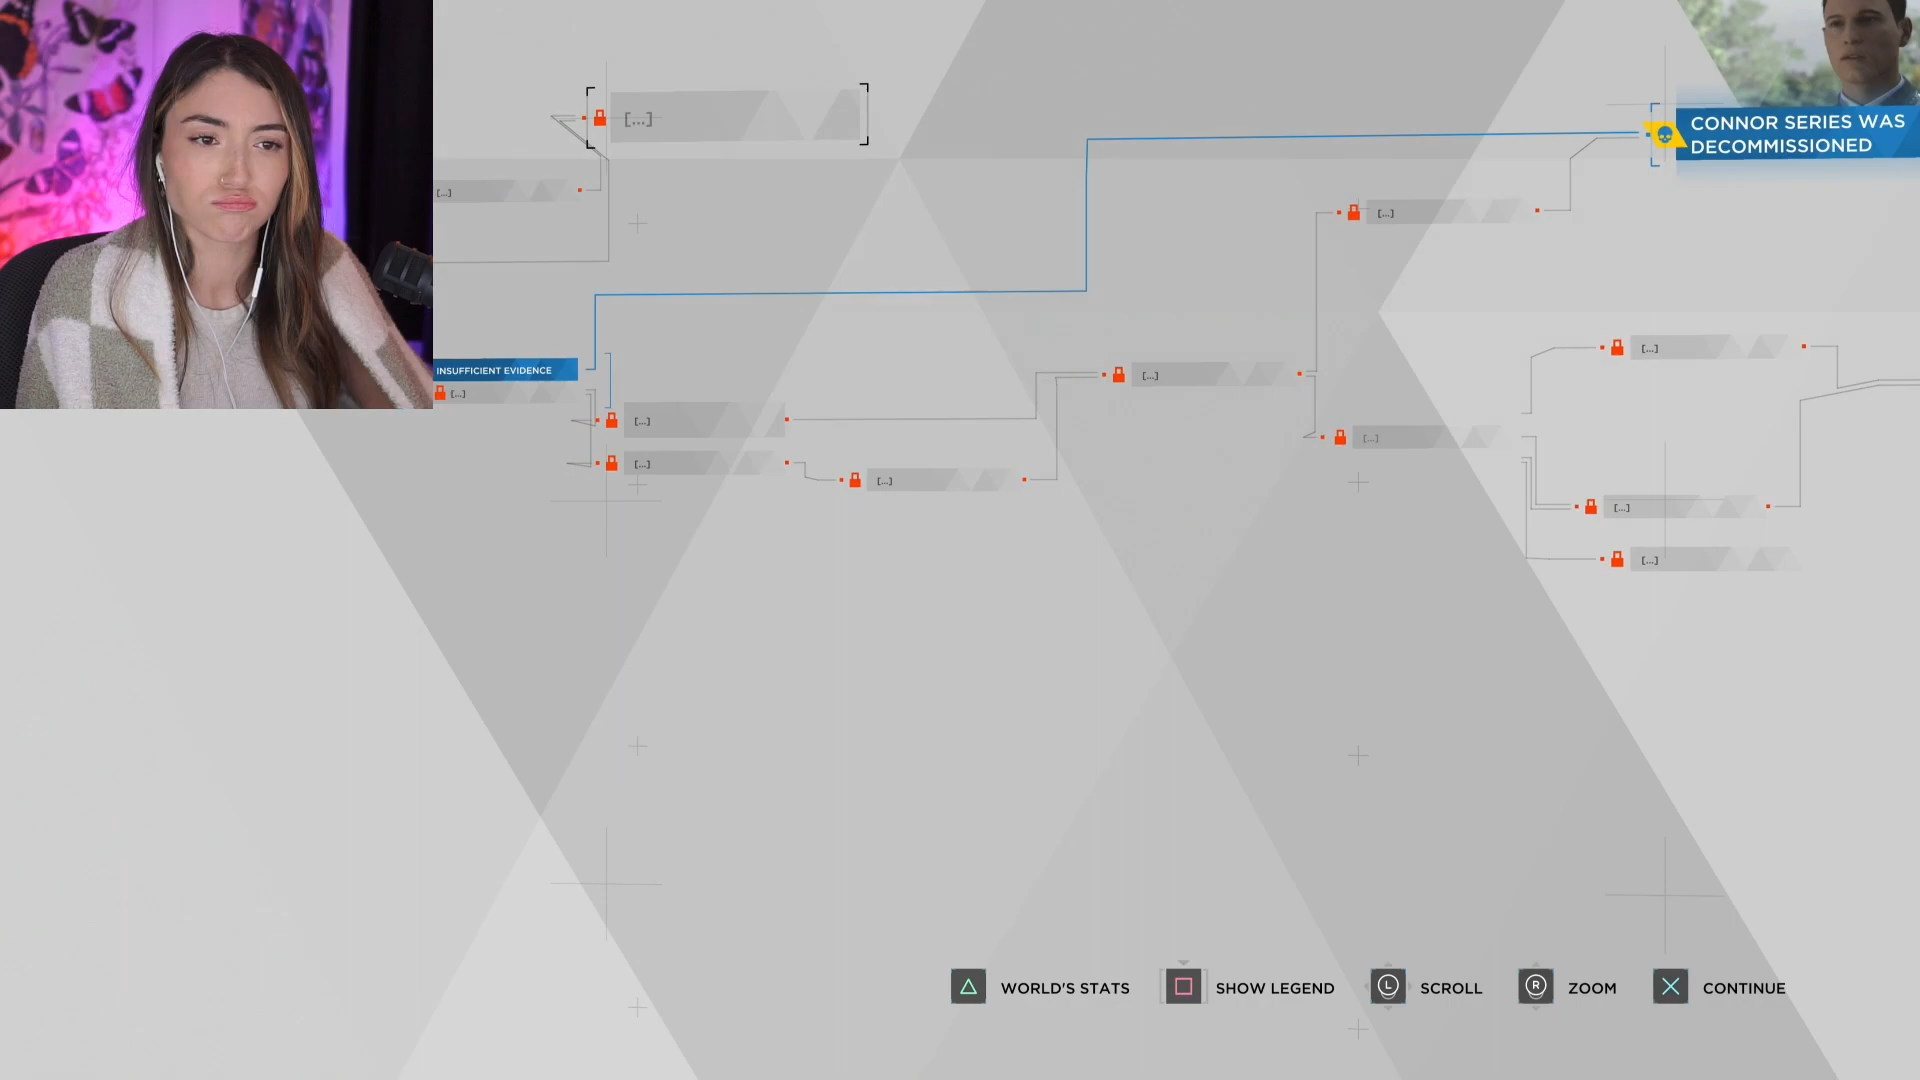 [...]
CONNOR SERIES WAS
DECOMMISSIONED
[...]
[...]
[...]
INSUFFICIENT EVIDENCE
[...]
[...]
[...]
[...]
[...]
[...]
[...]
[...]
[...]
WORLD'S STATS
SHOW LEGEND
L
SCROLL
R
ZOOM
CONTINUE